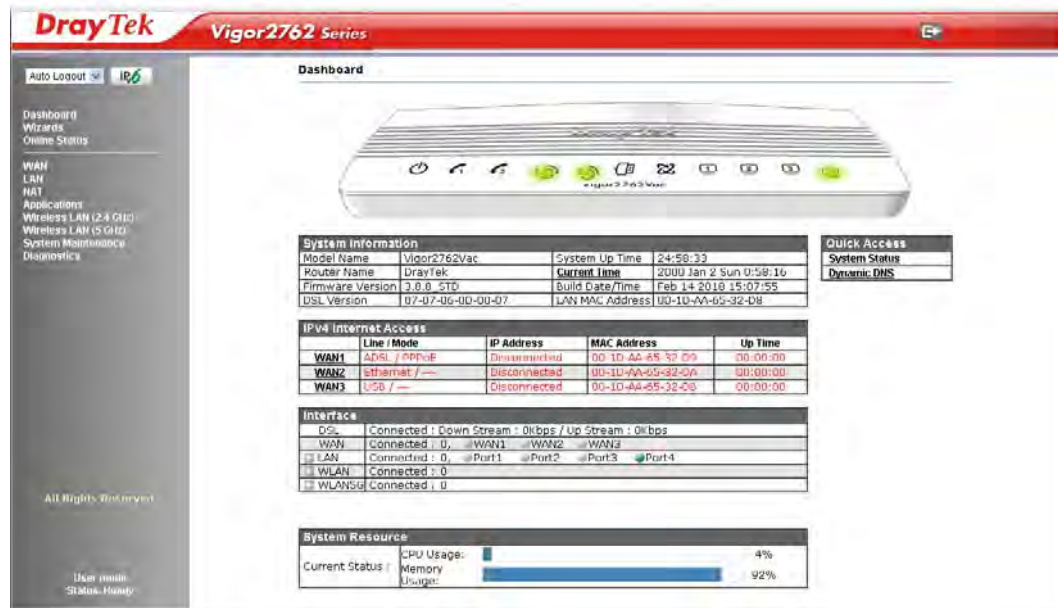 DrayTek Vigor2762 Series
Auto Logout IPv6
Dashboard
Wizards
Online Status
WAN
LAN
NAT
Applications
Wireless LAN (2.4 GHz)
Wireless LAN (5 GHz)
System Maintenance
Diagnostics
All Rights Reserved
User mode
Status: Ready
Dashboard
DrayTek
Vigor2762Vac
1 2 3
System Information
Model Name Vigor2762Vac System Up Time 24:58:33
Router Name DrayTek Current Time 2000 Jan 2 Sun 0:58:16
Firmware Version 3.8.8_STD Build Date/Time Feb 14 2018 15:07:55
DSL Version 07-07-06-0D-00-07 LAN MAC Address 00-1D-AA-65-32-D8
Quick Access
System Status
Dynamic DNS
IPv4 Internet Access
Line / Mode IP Address MAC Address Up Time
WAN1 ADSL / PPPoE Disconnected 00-1D-AA-65-32-D9 00:00:00
WAN2 Ethernet / --- Disconnected 00-1D-AA-65-32-DA 00:00:00
WAN3 USB / --- Disconnected 00-1D-AA-65-32-DB 00:00:00
Interface
DSL Connected : Down Stream : 0Kbps / Up Stream : 0Kbps
WAN Connected : 0, WAN1 WAN2 WAN3
LAN Connected : 0, Port1 Port2 Port3 Port4
WLAN Connected : 0
WLAN5G Connected : 0
System Resource
Current Status :
CPU Usage: 4%
Memory Usage: 92%